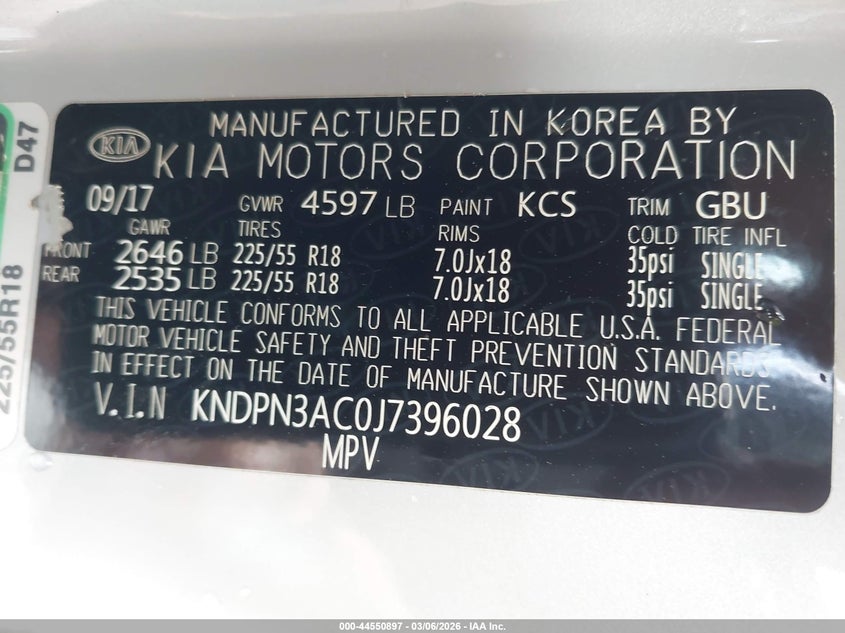 MANUFACTURED IN KOREA BY
KIA KIA MOTORS CORPORATION
09/17 GVWR 4597 LB PAINT KCS TRIM GBU
GAWR TIRES RIMS COLD TIRE INFL
FRONT 2646 LB 225/55 R18 7.0Jx18 35psi SINGLE
REAR 2535 LB 225/55 R18 7.0Jx18 35psi SINGLE
THIS VEHICLE CONFORMS TO ALL APPLICABLE U.S.A. FEDERAL
MOTOR VEHICLE SAFETY AND THEFT PREVENTION STANDARDS
IN EFFECT ON THE DATE OF MANUFACTURE SHOWN ABOVE.
V.I.N KNDPN3AC0J7396028
MPV
D47
225/55R18
000-44550897 - 03/06/2026 - IAA Inc.